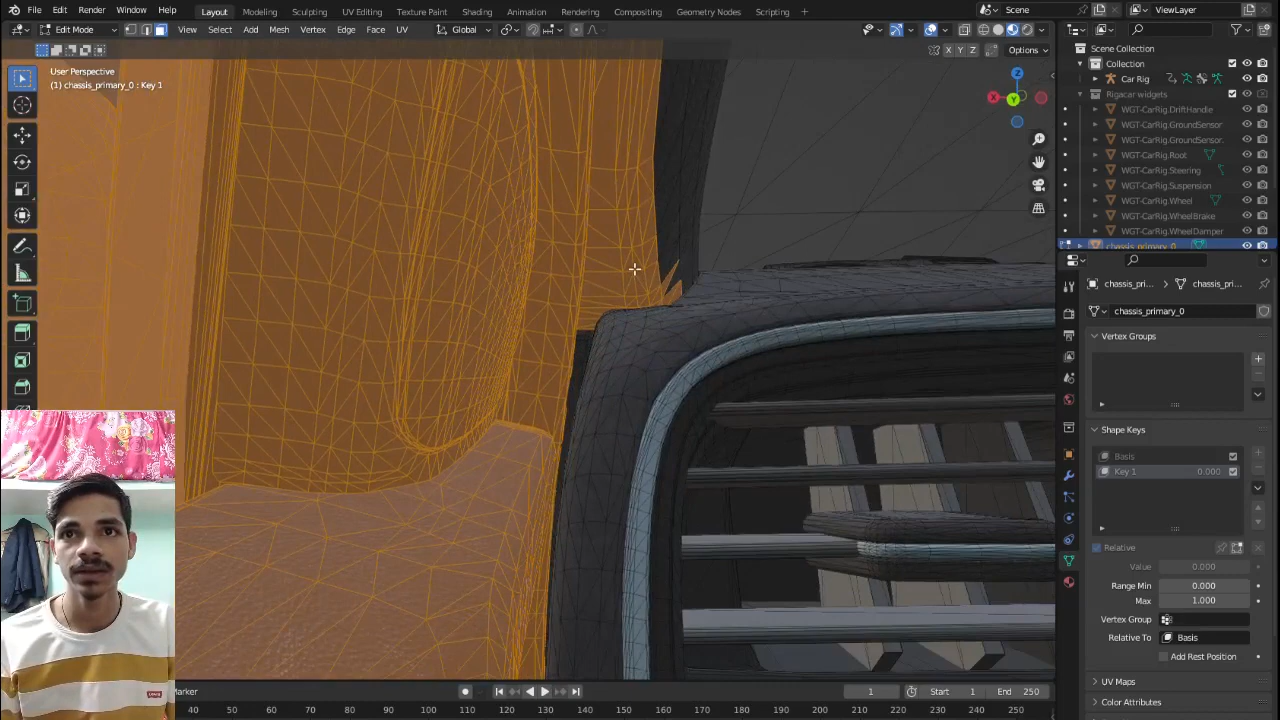 File Edit Render Window Help Layout Modeling Sculpting UV Editing Texture Paint Shading Animation Rendering Compositing Geometry Nodes Scripting + Scene ViewLayer
Edit Mode View Select Add Mesh Vertex Edge Face UV Global
X Y Z Options
User Perspective
(1) chassis_primary_0 : Key 1
Z
X
Y
Scene Collection
Collection
Car Rig
Rigacar widgets
WGT-CarRig.DriftHandle
WGT-CarRig.GroundSensor
WGT-CarRig.GroundSensor.
WGT-CarRig.Root
WGT-CarRig.Steering
WGT-CarRig.Suspension
WGT-CarRig.Wheel
WGT-CarRig.WheelBrake
WGT-CarRig.WheelDamper
chassis_primary_0
chassis_pri... chassis_pri...
chassis_primary_0
Vertex Groups
Shape Keys
Basis
Key 1 0.000
Relative
Value 0.000
Range Min 0.000
Max 1.000
Vertex Group
Relative To Basis
Add Rest Position
UV Maps
Color Attributes
Marker 1 Start 1 End 250
40 50 60 70 80 90 100 110 120 130 140 150 160 170 180 190 200 210 220 230 240 250